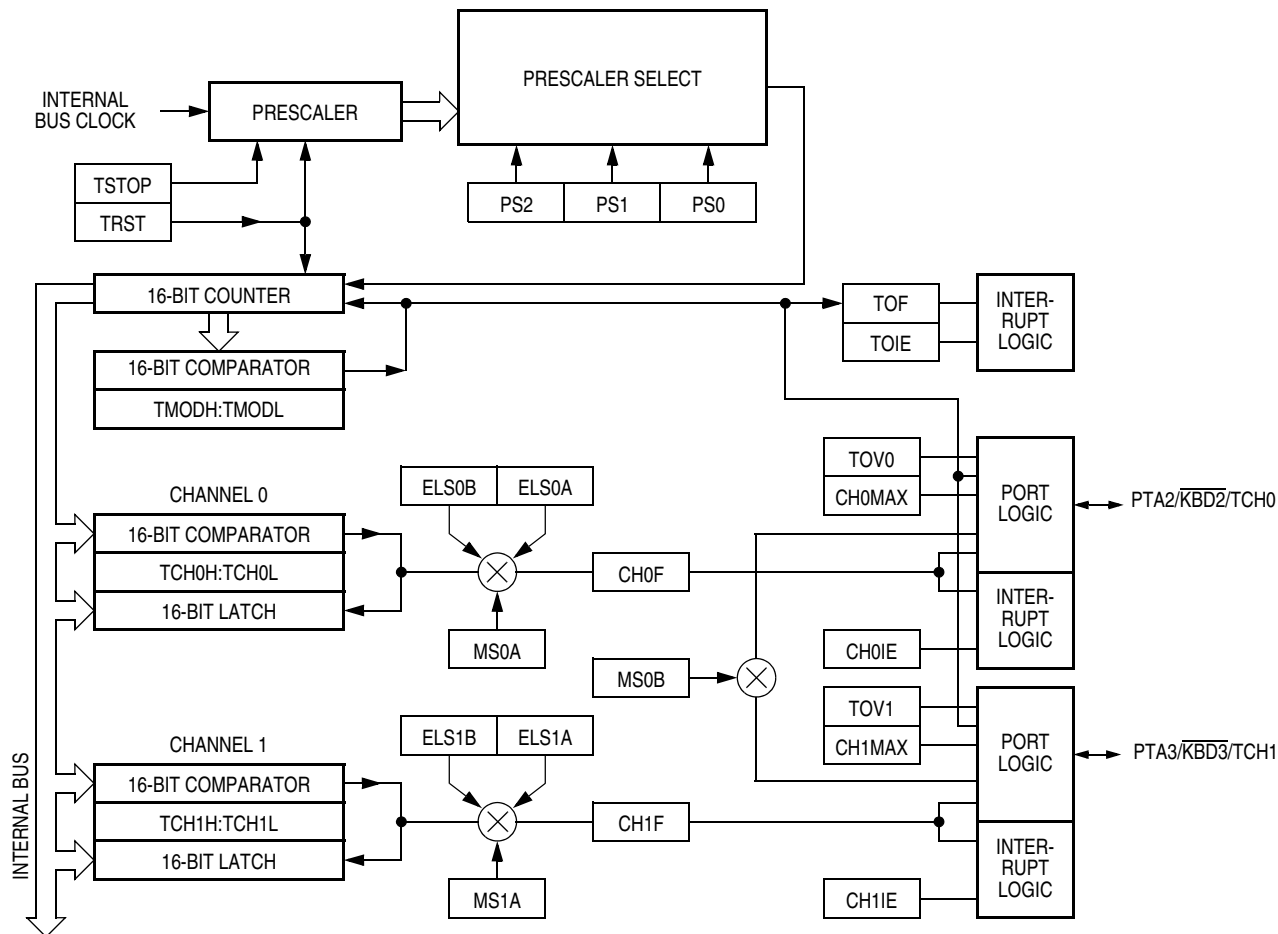 PRESCALER SELECT
INTERNAL
BUS CLOCK
PRESCALER
TSTOP
TRST
PS2
PS1
PS0
16-BIT COUNTER
TOF
TOIE
INTER-
RUPT
LOGIC
16-BIT COMPARATOR
TMODH:TMODL
CHANNEL 0
ELS0B
ELS0A
TOV0
CH0MAX
PORT
LOGIC
PTA2/KBD2/TCH0
16-BIT COMPARATOR
TCH0H:TCH0L
16-BIT LATCH
CH0F
MS0A
INTER-
RUPT
LOGIC
CH0IE
MS0B
CHANNEL 1
ELS1B
ELS1A
TOV1
CH1MAX
PORT
LOGIC
PTA3/KBD3/TCH1
16-BIT COMPARATOR
TCH1H:TCH1L
16-BIT LATCH
CH1F
MS1A
INTER-
RUPT
LOGIC
CH1IE
INTERNAL BUS